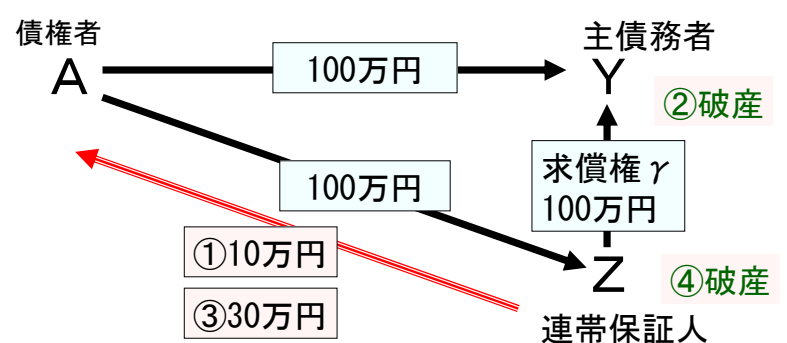 債権者
A
100万円
主債務者
Y
②破産
100万円
求償権γ
100万円
①10万円
③30万円
Z
④破産
連帯保証人